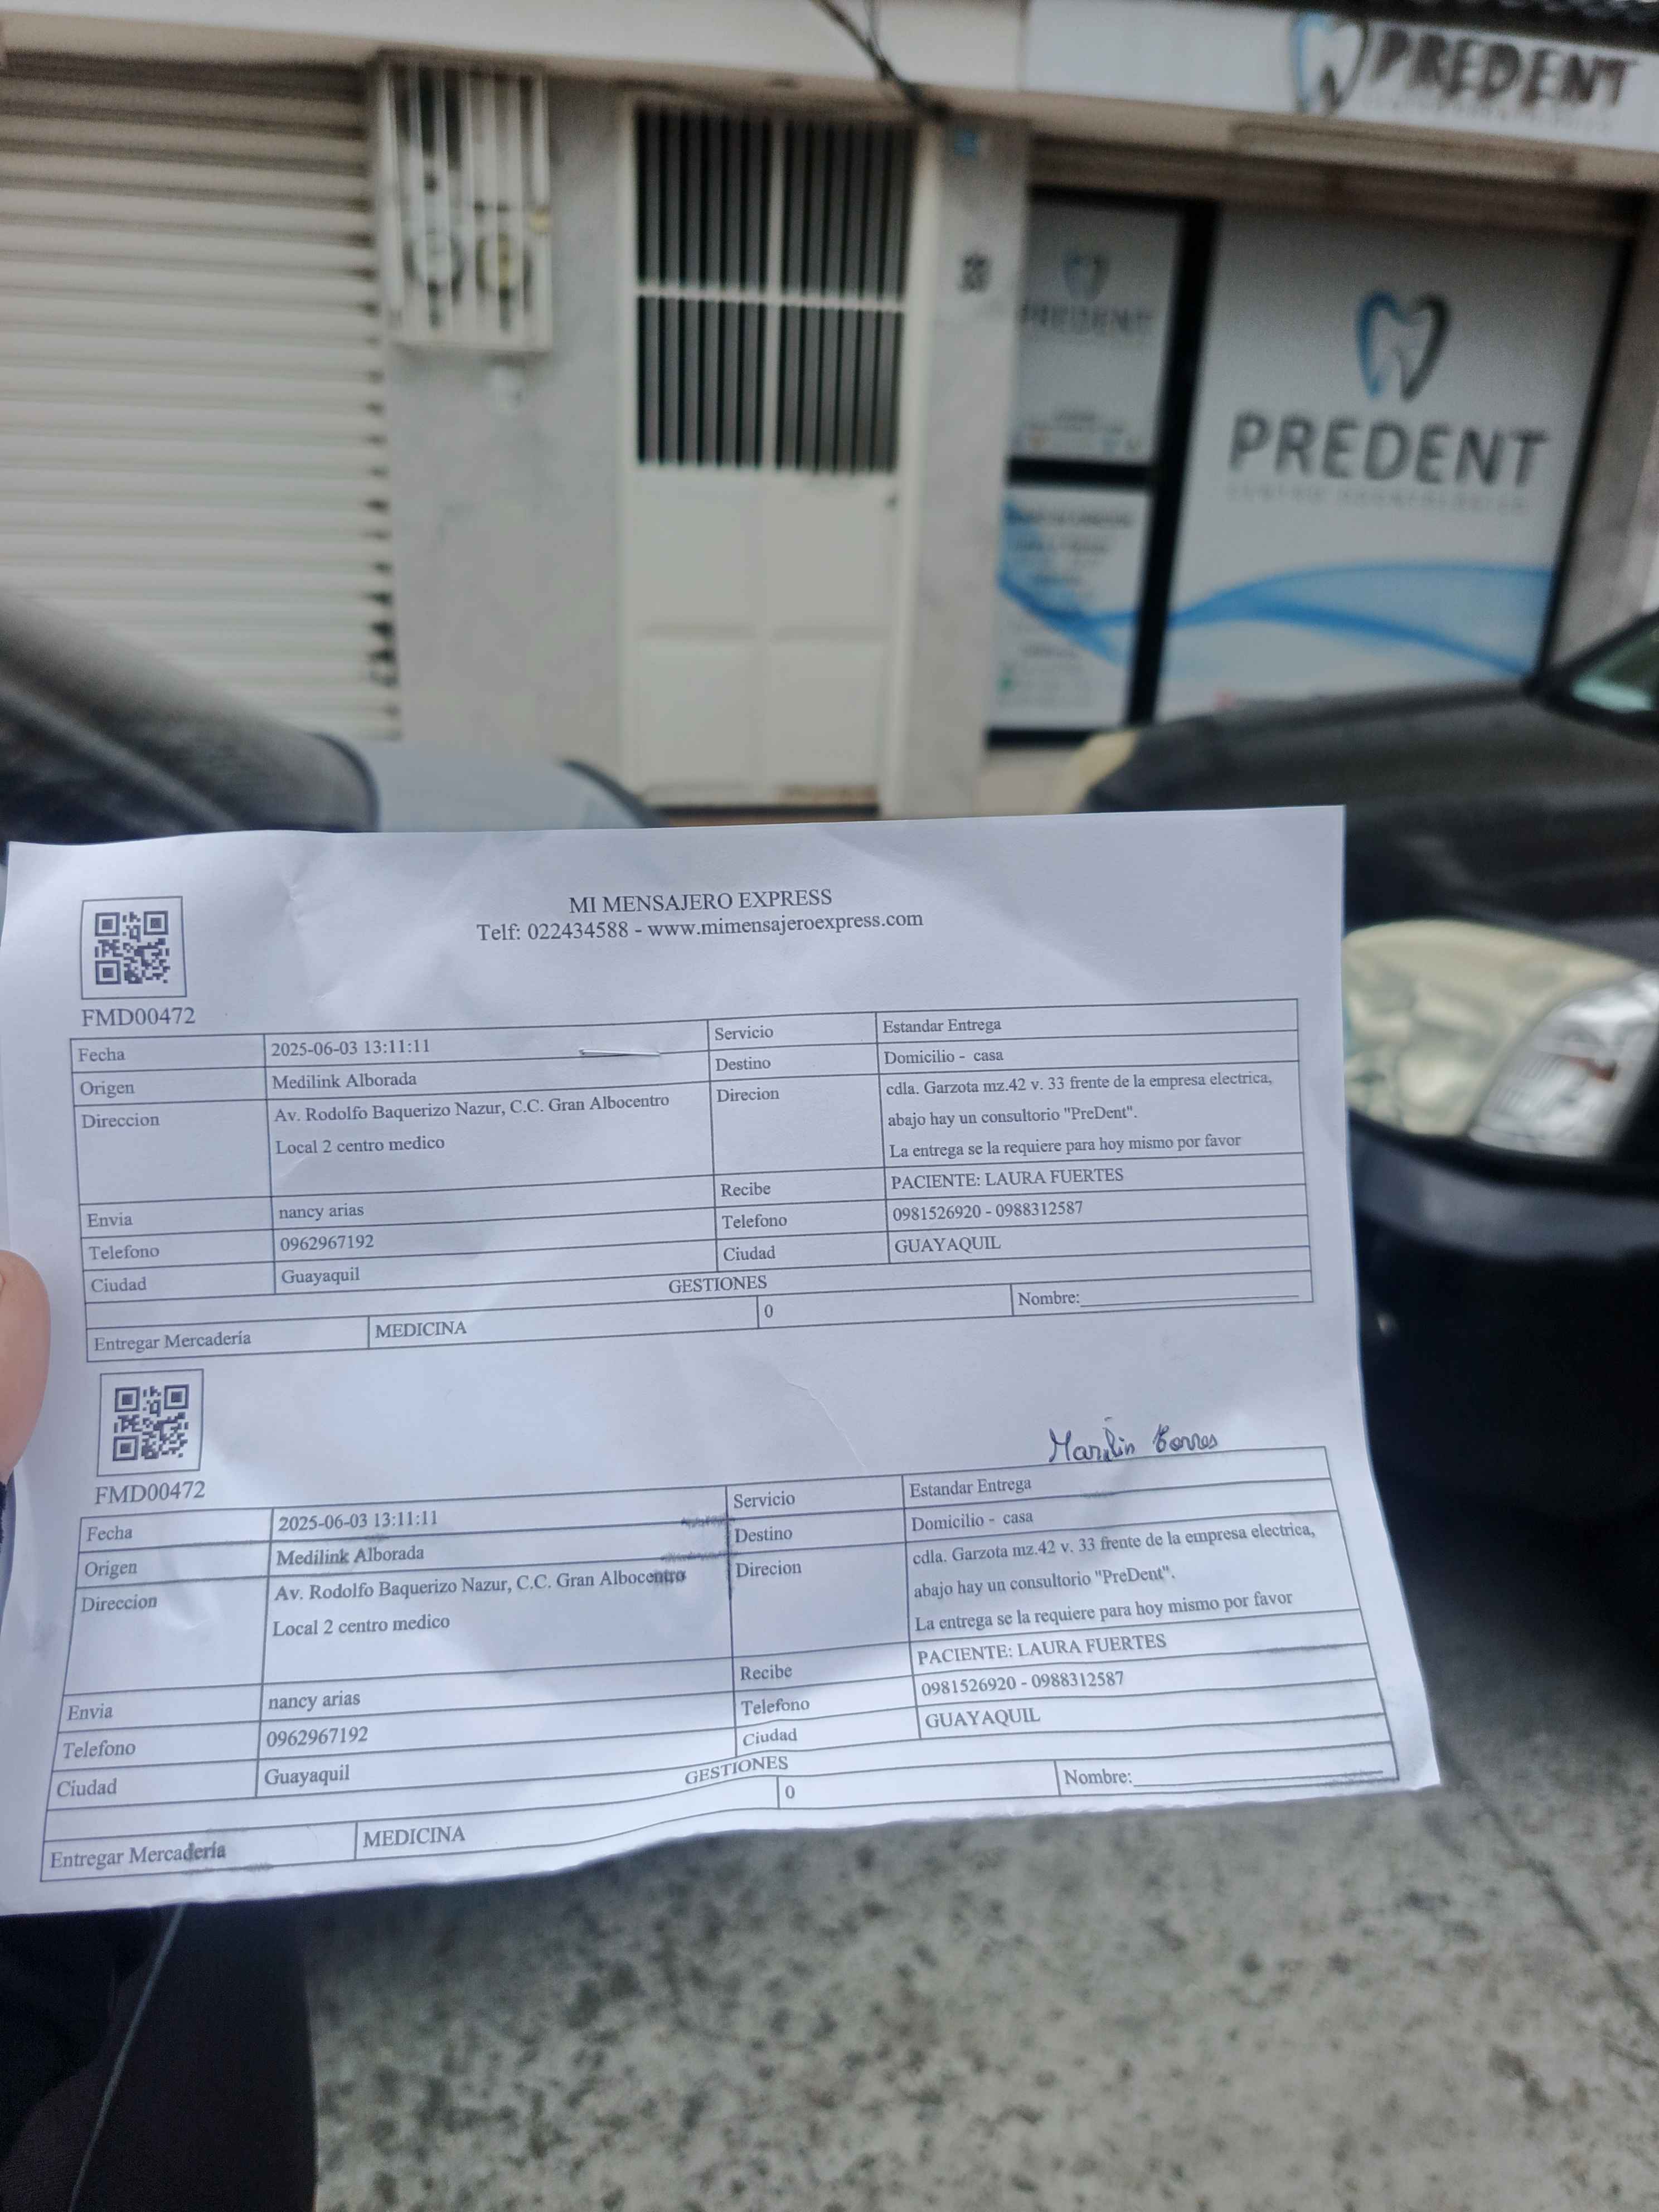 PREDENT
PREDENT
PREDENT
CENTRO ODONTOLOGICO
33
MI MENSAJERO EXPRESS
Telf: 022434588 - www.mimensajeroexpress.com
FMD00472
Fecha 2025-06-03 13:11:11 Servicio Estandar Entrega
Origen Medilink Alborada Destino Domicilio - casa
Direccion Av. Rodolfo Baquerizo Nazur, C.C. Gran Albocentro Direcion cdla. Garzota mz.42 v. 33 frente de la empresa electrica,
Local 2 centro medico abajo hay un consultorio "PreDent".
La entrega se la requiere para hoy mismo por favor
Envia nancy arias Recibe PACIENTE: LAURA FUERTES
Telefono 0962967192 Telefono 0981526920 - 0988312587
Ciudad Guayaquil Ciudad GUAYAQUIL
GESTIONES
Entregar Mercadería MEDICINA 0 Nombre:
Marilin
FMD00472
Fecha 2025-06-03 13:11:11 Servicio Estandar Entrega
Origen Medilink Alborada Destino Domicilio - casa
Direccion Av. Rodolfo Baquerizo Nazur, C.C. Gran Albocentro Direcion cdla. Garzota mz.42 v. 33 frente de la empresa electrica,
Local 2 centro medico abajo hay un consultorio "PreDent".
La entrega se la requiere para hoy mismo por favor
Envia nancy arias Recibe PACIENTE: LAURA FUERTES
Telefono 0962967192 Telefono 0981526920 - 0988312587
Ciudad Guayaquil Ciudad GUAYAQUIL
GESTIONES
Entregar Mercadería MEDICINA 0 Nombre: